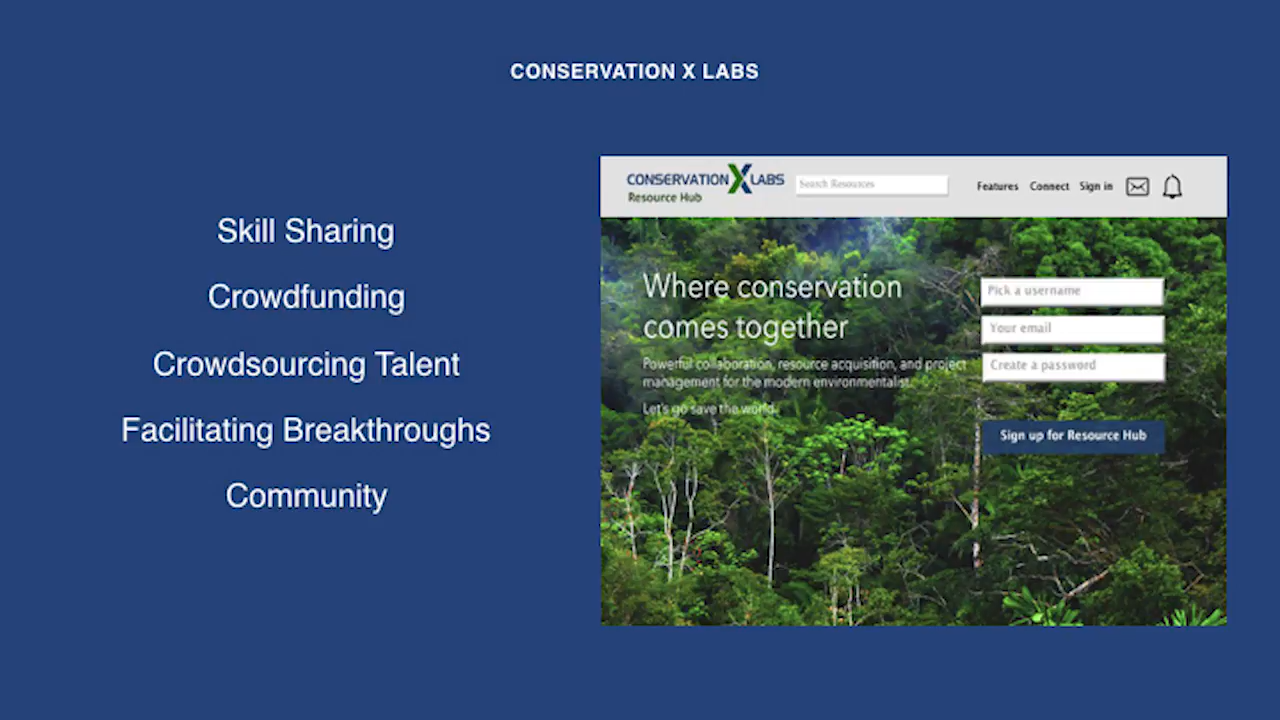 CONSERVATION X LABS
Skill Sharing
Crowdfunding
Crowdsourcing Talent
Facilitating Breakthroughs
Community
CONSERVATION X LABS
Resource Hub
Search Resources
Features Connect Sign in
Where conservation
comes together
Powerful collaboration, resource acquisition, and project
management for the modern environmentalist.
Let's go save the world.
Pick a username
Your email
Create a password
Sign up for Resource Hub